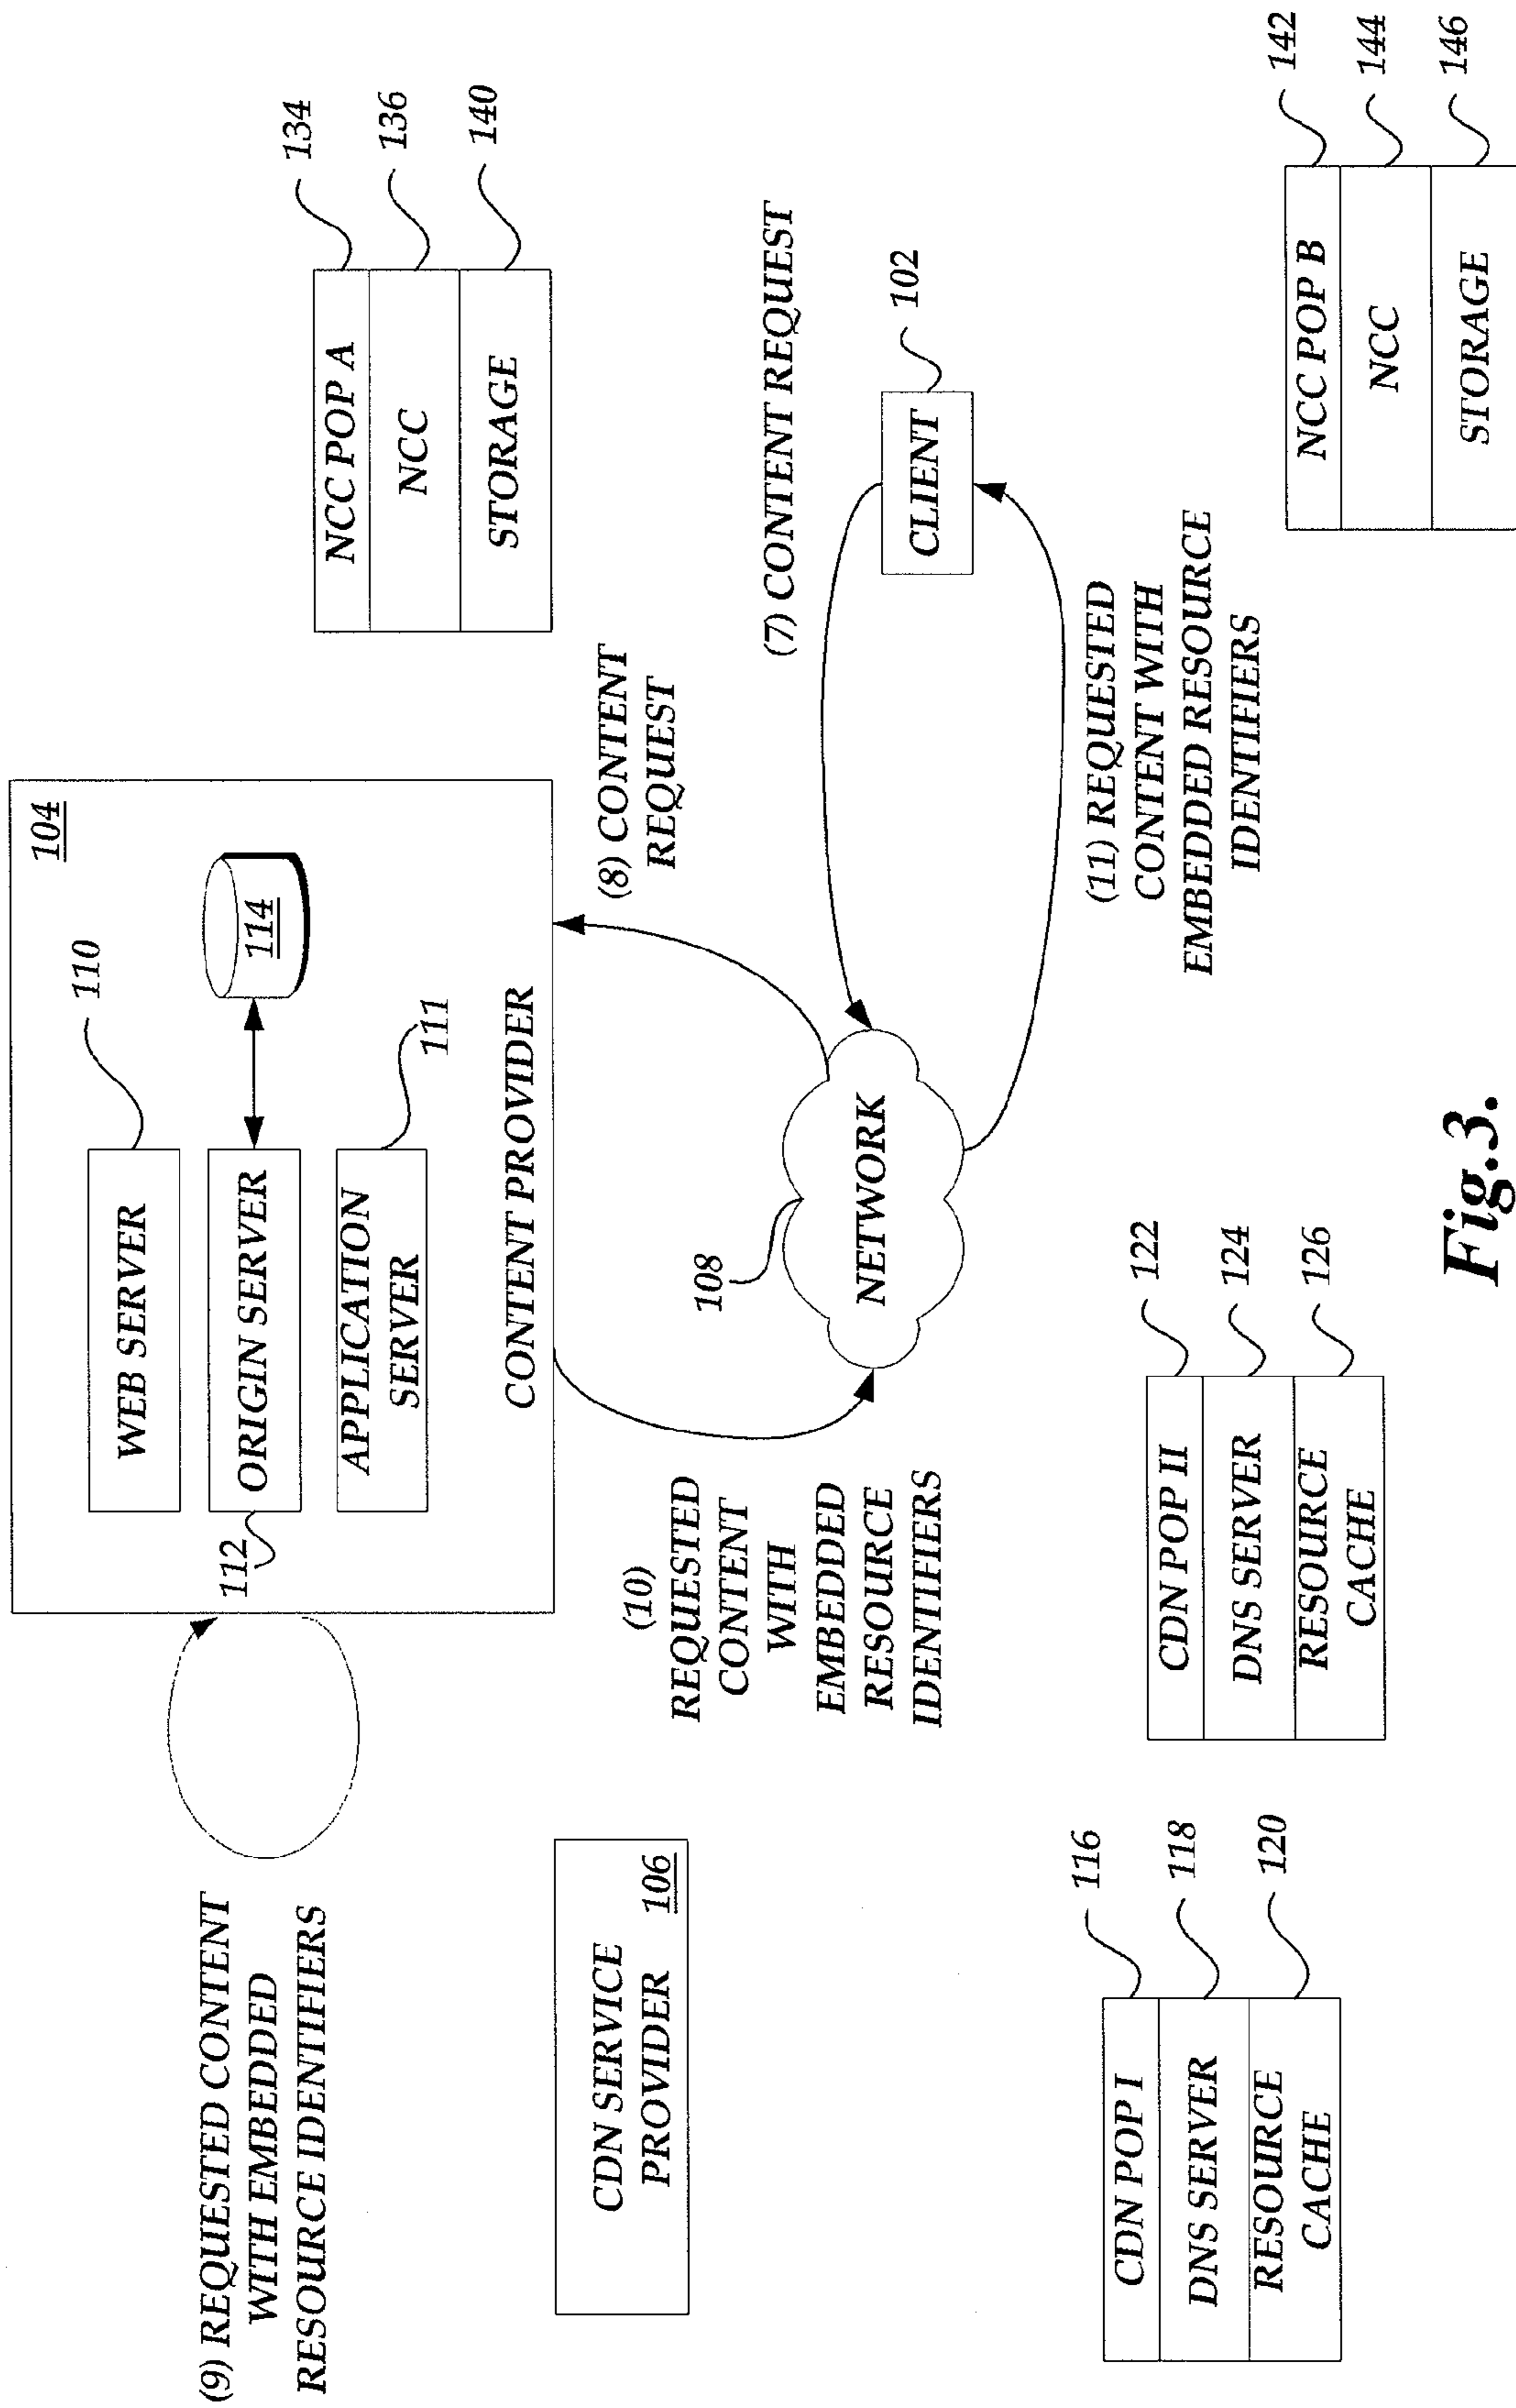 (9) REQUESTED CONTENT
WITH EMBEDDED
RESOURCE IDENTIFIERS
104
WEB SERVER
110
ORIGIN SERVER
112
114
APPLICATION
SERVER
111
CONTENT PROVIDER
NCC POP A
134
NCC
136
STORAGE
140
CDN SERVICE
PROVIDER
106
(10)
REQUESTED
CONTENT
WITH
EMBEDDED
RESOURCE
IDENTIFIERS
(8) CONTENT
REQUEST
108
NETWORK
(7) CONTENT REQUEST
CLIENT
102
(11) REQUESTED
CONTENT WITH
EMBEDDED RESOURCE
IDENTIFIERS
CDN POP I
116
DNS SERVER
118
RESOURCE
CACHE
120
CDN POP II
122
DNS SERVER
124
RESOURCE
CACHE
126
NCC POP B
142
NCC
144
STORAGE
146
Fig.3.